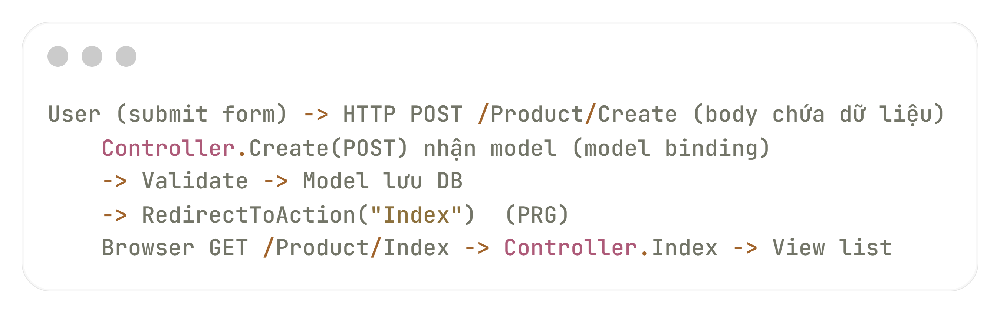 User (submit form) -> HTTP POST /Product/Create (body chứa dữ liệu)
Controller.Create(POST) nhận model (model binding)
-> Validate -> Model lưu DB
-> RedirectToAction("Index")  (PRG)
Browser GET /Product/Index -> Controller.Index -> View list